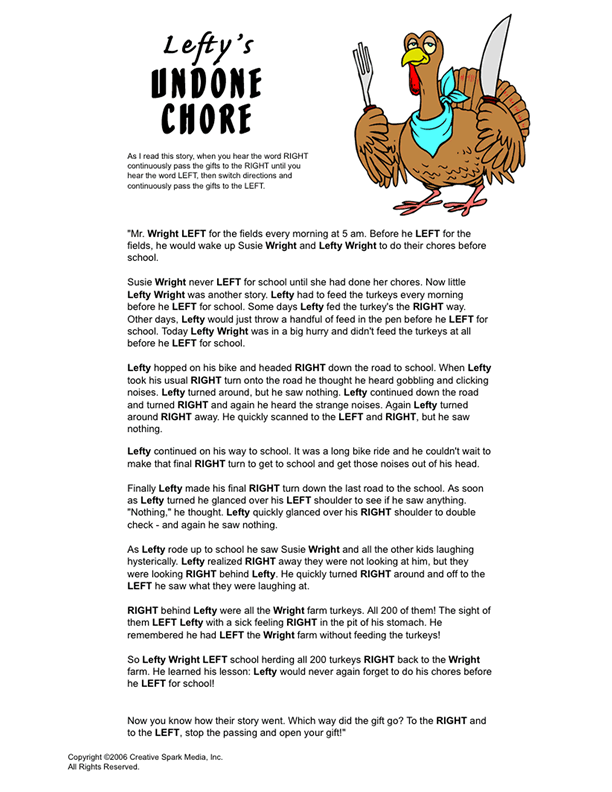 Lefty's
UNDONE
CHORE
As I read this story, when you hear the word RIGHT
continuously pass the gifts to the RIGHT until you
hear the word LEFT, then switch directions and
continuously pass the gifts to the LEFT.
"Mr. Wright LEFT for the fields every morning at 5 am. Before he LEFT for the
fields, he would wake up Susie Wright and Lefty Wright to do their chores before
school.
Susie Wright never LEFT for school until she had done her chores. Now little
Lefty Wright was another story. Lefty had to feed the turkeys every morning
before he LEFT for school. Some days Lefty fed the turkey's the RIGHT way.
Other days, Lefty would just throw a handful of feed in the pen before he LEFT for
school. Today Lefty Wright was in a big hurry and didn't feed the turkeys at all
before he LEFT for school.
Lefty hopped on his bike and headed RIGHT down the road to school. When Lefty
took his usual RIGHT turn onto the road he thought he heard gobbling and clicking
noises. Lefty turned around, but he saw nothing. Lefty continued down the road
and turned RIGHT and again he heard the strange noises. Again Lefty turned
around RIGHT away. He quickly scanned to the LEFT and RIGHT, but he saw
nothing.
Lefty continued on his way to school. It was a long bike ride and he couldn't wait to
make that final RIGHT turn to get to school and get those noises out of his head.
Finally Lefty made his final RIGHT turn down the last road to the school. As soon
as Lefty turned he glanced over his LEFT shoulder to see if he saw anything.
"Nothing," he thought. Lefty quickly glanced over his RIGHT shoulder to double
check - and again he saw nothing.
As Lefty rode up to school he saw Susie Wright and all the other kids laughing
hysterically. Lefty realized RIGHT away they were not looking at him, but they
were looking RIGHT behind Lefty. He quickly turned RIGHT around and off to the
LEFT he saw what they were laughing at.
RIGHT behind Lefty were all the Wright farm turkeys. All 200 of them! The sight of
them LEFT Lefty with a sick feeling RIGHT in the pit of his stomach. He
remembered he had LEFT the Wright farm without feeding the turkeys!
So Lefty Wright LEFT school herding all 200 turkeys RIGHT back to the Wright
farm. He learned his lesson: Lefty would never again forget to do his chores before
he LEFT for school!
Now you know how their story went. Which way did the gift go? To the RIGHT and
to the LEFT, stop the passing and open your gift!"
Copyright ©2006 Creative Spark Media, Inc.
All Rights Reserved.